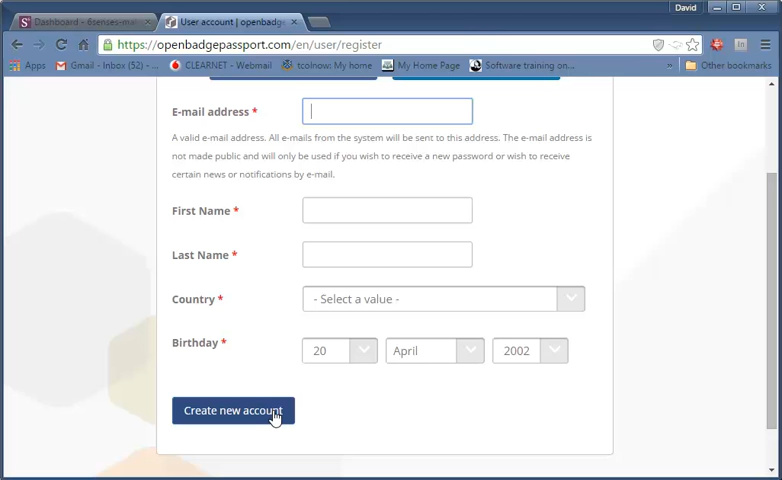 David
Dashboard - 6senses-mai
User account | openbadg
https://openbadgepassport.com/en/user/register
Apps
Gmail - Inbox (52) - ...
CLEARNET - Webmail
tcolnow: My home
My Home Page
Software training on...
»
Other bookmarks
E-mail address *
A valid e-mail address. All e-mails from the system will be sent to this address. The e-mail address is
not made public and will only be used if you wish to receive a new password or wish to receive
certain news or notifications by e-mail.
First Name *
Last Name *
Country *
- Select a value -
Birthday *
20
April
2002
Create new account